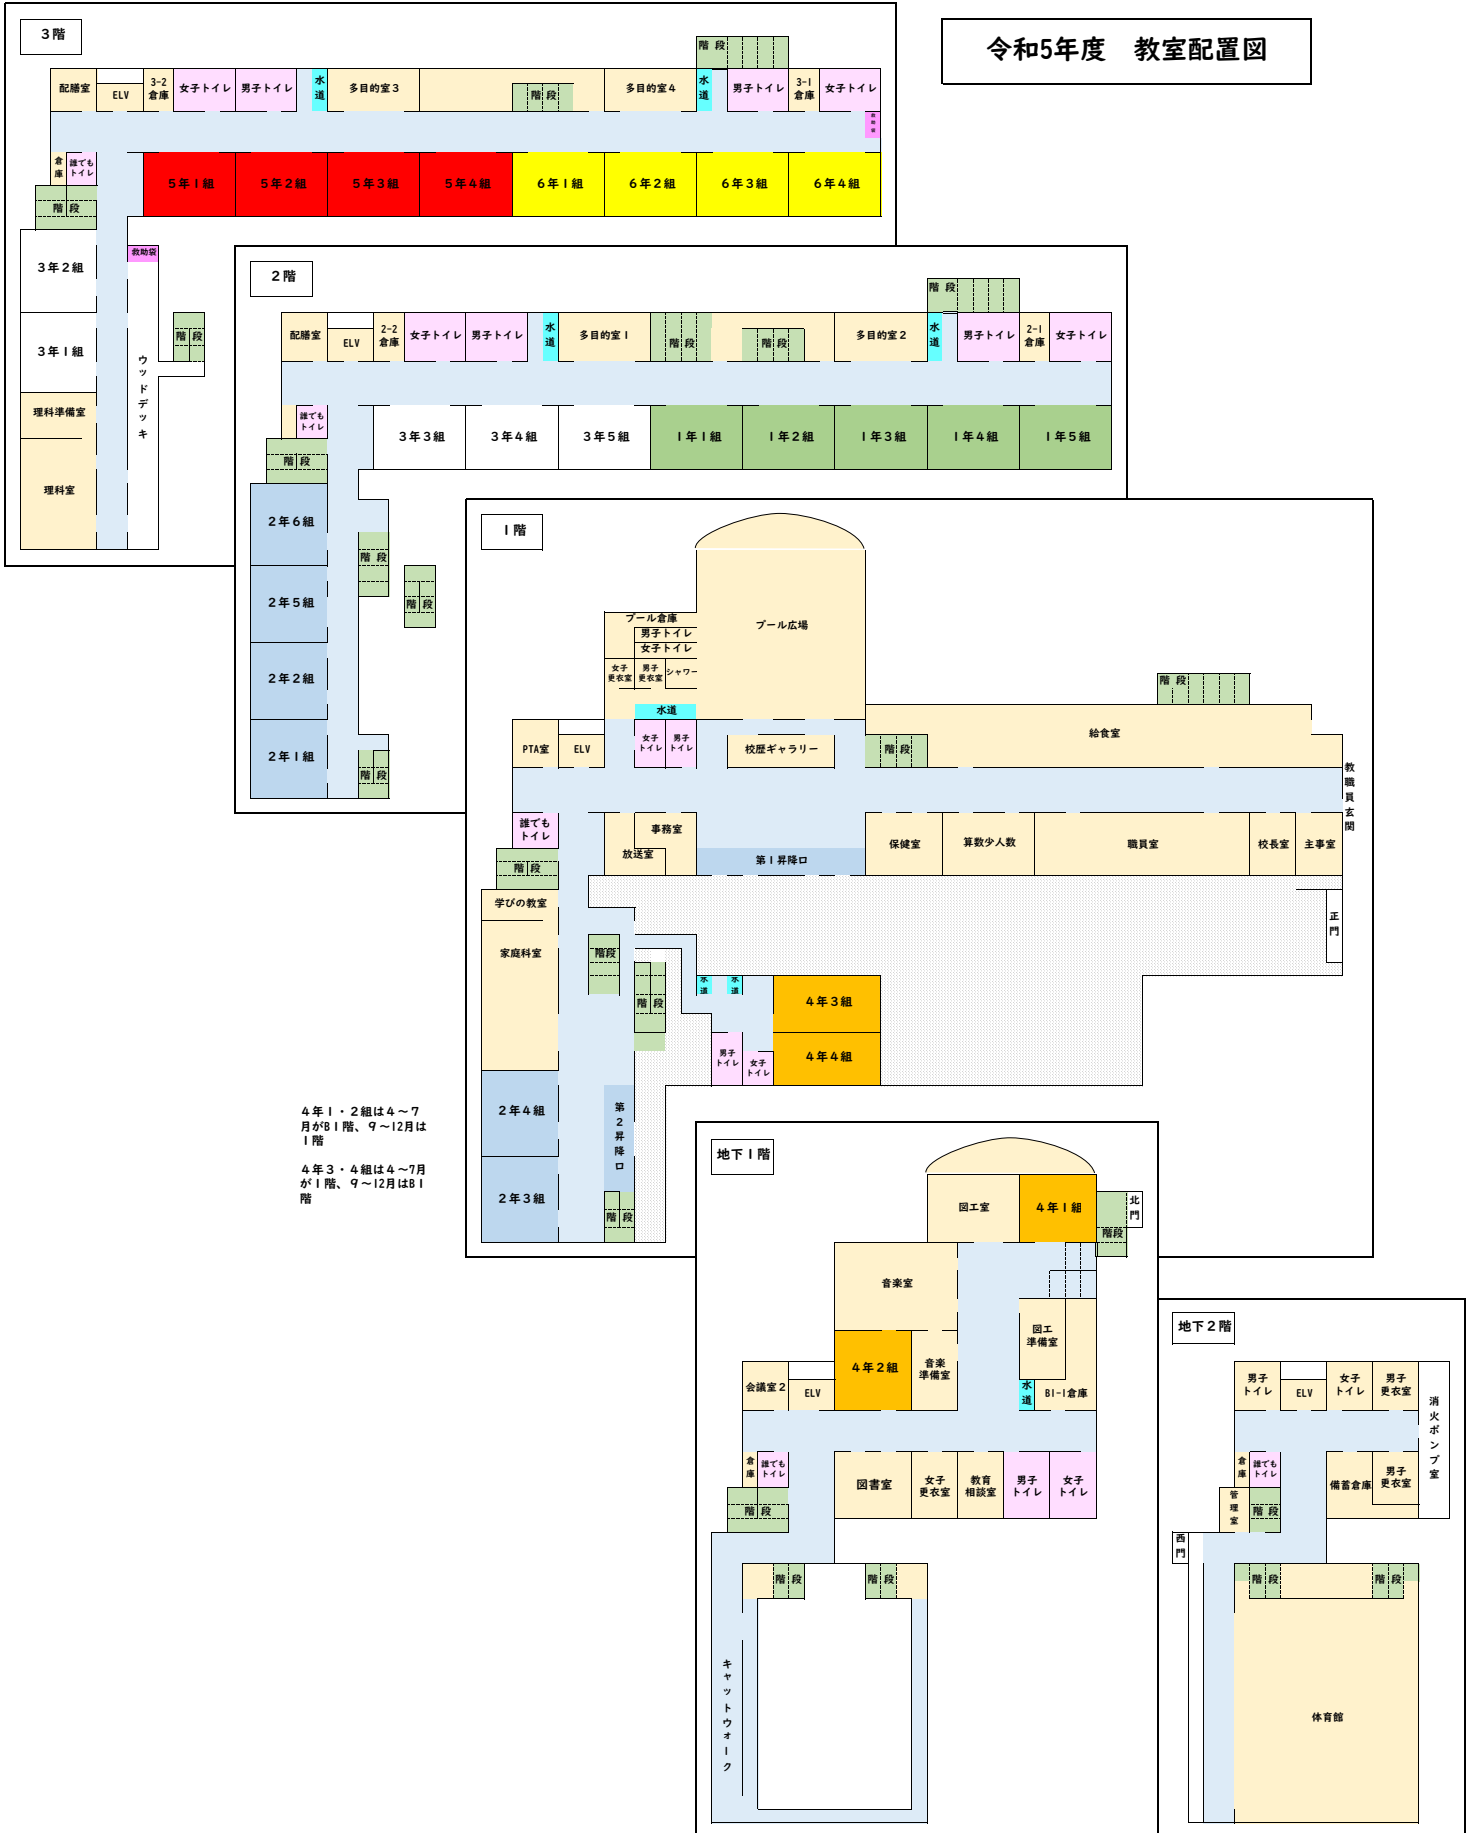 令和5年度　教室配置図
３階
階 段
配膳室
ELV
3-2
倉庫
女子トイレ
男子トイレ
水
道
多目的室３
階 段
多目的室４
水
道
男子トイレ
3-1
倉庫
女子トイレ
倉
庫
誰でも
トイレ
５年１組
５年２組
５年３組
５年４組
６年１組
６年２組
６年３組
６年４組
階 段
救助袋
３年２組
３年１組
階 段
ウッドデッキ
理科準備室
理科室
２階
階 段
配膳室
ELV
2-2
倉庫
女子トイレ
男子トイレ
水
道
多目的室１
階 段
階 段
多目的室２
水
道
男子トイレ
2-1
倉庫
女子トイレ
誰でも
トイレ
３年３組
３年４組
３年５組
１年１組
１年２組
１年３組
１年４組
１年５組
階 段
２年６組
階 段
２年５組
階 段
２年２組
２年１組
階 段
１階
プール広場
プール倉庫
男子トイレ
女子トイレ
女子
更衣室
男子
更衣室
シャワー
水道
階 段
給食室
PTA室
ELV
女子
トイレ
男子
トイレ
校歴ギャラリー
階 段
教職員玄関
誰でも
トイレ
事務室
放送室
第１昇降口
保健室
算数少人数
職員室
校長室
主事室
階 段
学びの教室
正
門
家庭科室
階段
階 段
水
道
水
道
４年３組
４年４組
男子
トイレ
女子
トイレ
２年４組
第２昇降口
２年３組
階 段
４年１・２組は４～７
月がB１階、９～12月は
１階
４年３・４組は４～7月
が１階、９～12月はB１
階
地下１階
図工室
４年１組
北
門
階段
音楽室
図工
準備室
４年２組
音楽
準備室
会議室２
ELV
水
道
B1-1倉庫
倉
庫
誰でも
トイレ
図書室
女子
更衣室
教育
相談室
男子
トイレ
女子
トイレ
階 段
階 段
階 段
キャットウォーク
地下２階
男子
トイレ
ELV
女子
トイレ
男子
更衣室
消火ポンプ室
倉
庫
誰でも
トイレ
備蓄倉庫
男子
更衣室
管
理
室
階 段
西
門
階 段
階 段
体育館